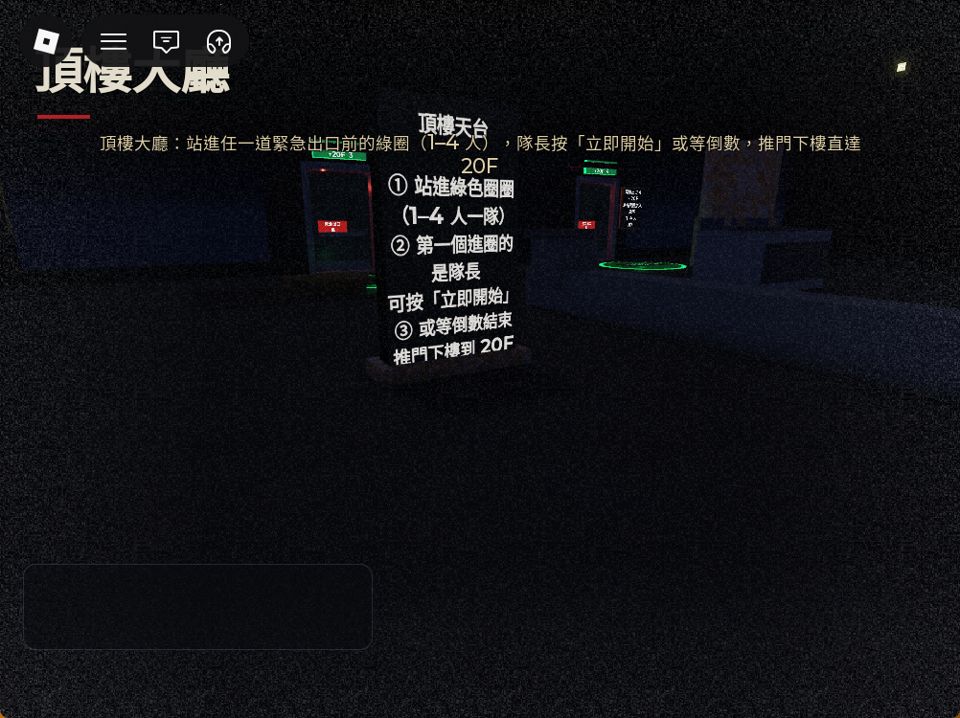 頂樓大廳
頂樓大廳：站進任一道緊急出口前的綠圈（1–4 人），隊長按「立即開始」或等倒數，推門下樓直達
20F
頂樓天台
① 站進綠色圈圈
（1–4 人一隊）
② 第一個進圈的
是隊長
可按「立即開始」
③ 或等倒數結束
推門下樓到 20F